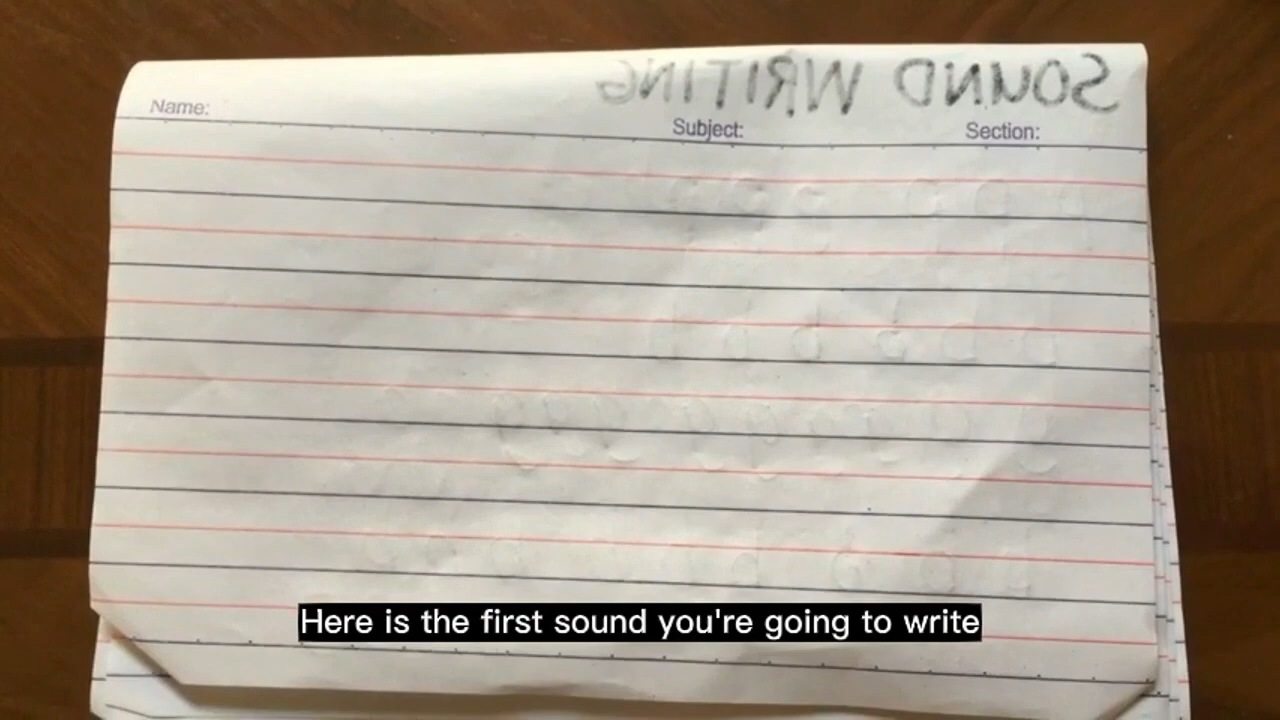 SOUND WRITING
Name:
Subject:
Section:
Here is the first sound you're going to write